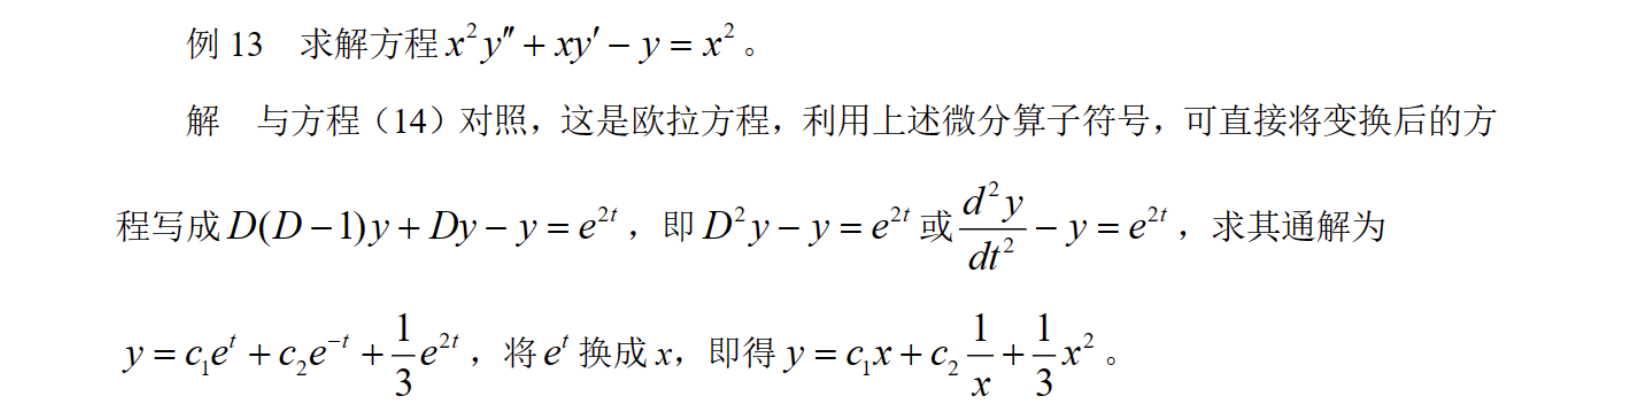 例 13 求解方程 $x^2y''+xy'-y=x^2$。
解 与方程（14）对照，这是欧拉方程，利用上述微分算子符号，可直接将变换后的方
程写成 $D(D-1)y+Dy-y=e^{2t}$，即 $D^2y-y=e^{2t}$ 或 $\frac{d^2y}{dt^2}-y=e^{2t}$，求其通解为
$y=c_1e^t+c_2e^{-t}+\frac{1}{3}e^{2t}$，将 $e^t$ 换成 $x$，即得 $y=c_1x+c_2\frac{1}{x}+\frac{1}{3}x^2$。